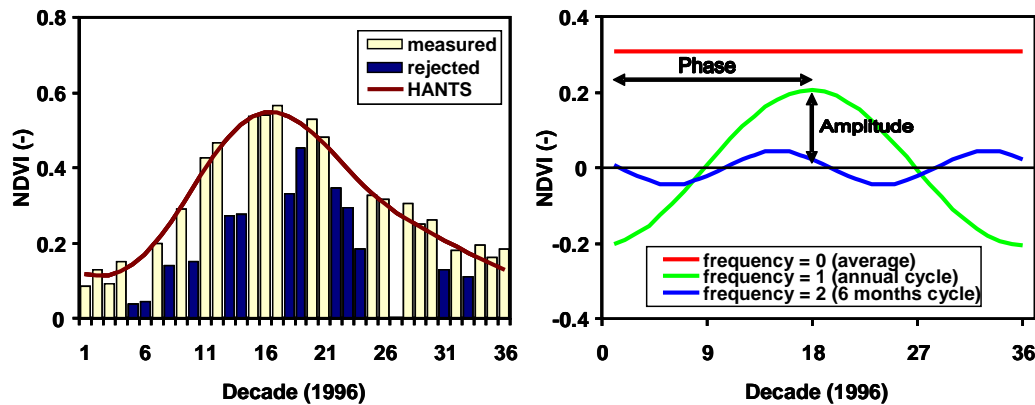 NDVI (-)
0.8
0.6
0.4
0.2
0
measured
rejected
HANTS
1 6 11 16 21 26 31 36
Decade (1996)
NDVI (-)
0.4
0.2
0
-0.2
-0.4
Phase
Amplitude
frequency = 0 (average)
frequency = 1 (annual cycle)
frequency = 2 (6 months cycle)
0 9 18 27 36
Decade (1996)